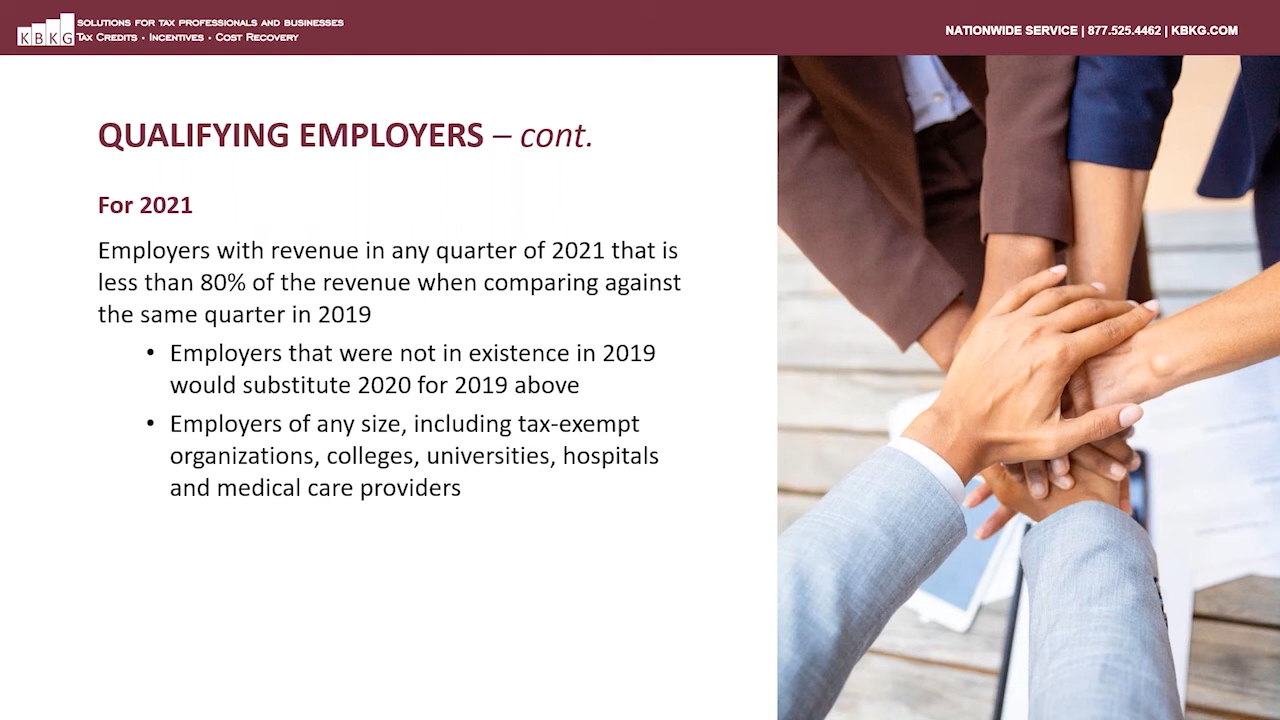 KBKG
SOLUTIONS FOR TAX PROFESSIONALS AND BUSINESSES
TAX CREDITS • INCENTIVES • COST RECOVERY
NATIONWIDE SERVICE | 877.525.4462 | KBKG.COM
QUALIFYING EMPLOYERS – cont.
For 2021
Employers with revenue in any quarter of 2021 that is
less than 80% of the revenue when comparing against
the same quarter in 2019
• Employers that were not in existence in 2019
would substitute 2020 for 2019 above
• Employers of any size, including tax-exempt
organizations, colleges, universities, hospitals
and medical care providers